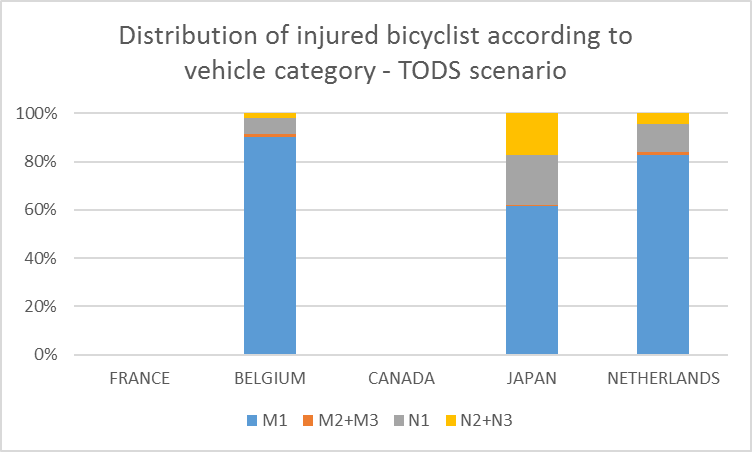 Distribution of injured bicyclist according to
vehicle category - TODS scenario
100%
80%
60%
40%
20%
0%
FRANCE BELGIUM CANADA JAPAN NETHERLANDS
M1 M2+M3 N1 N2+N3